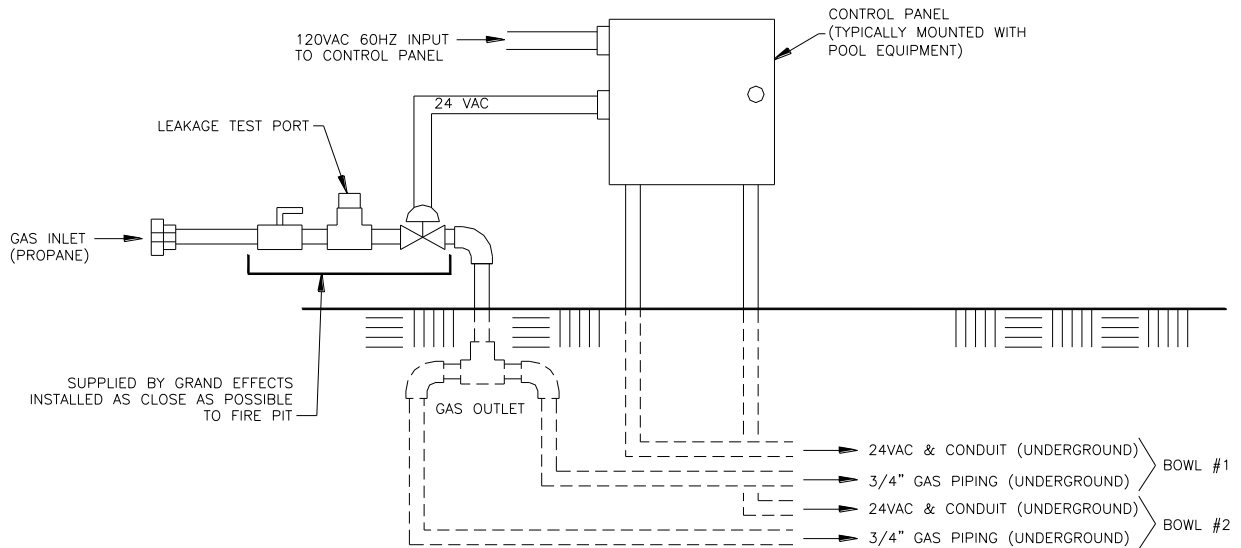 120VAC 60HZ INPUT
TO CONTROL PANEL
CONTROL PANEL
(TYPICALLY MOUNTED WITH
POOL EQUIPMENT)
24 VAC
LEAKAGE TEST PORT
GAS INLET
(PROPANE)
SUPPLIED BY GRAND EFFECTS
INSTALLED AS CLOSE AS POSSIBLE
TO FIRE PIT
GAS OUTLET
24VAC & CONDUIT (UNDERGROUND)
3/4" GAS PIPING (UNDERGROUND)
BOWL #1
24VAC & CONDUIT (UNDERGROUND)
3/4" GAS PIPING (UNDERGROUND)
BOWL #2